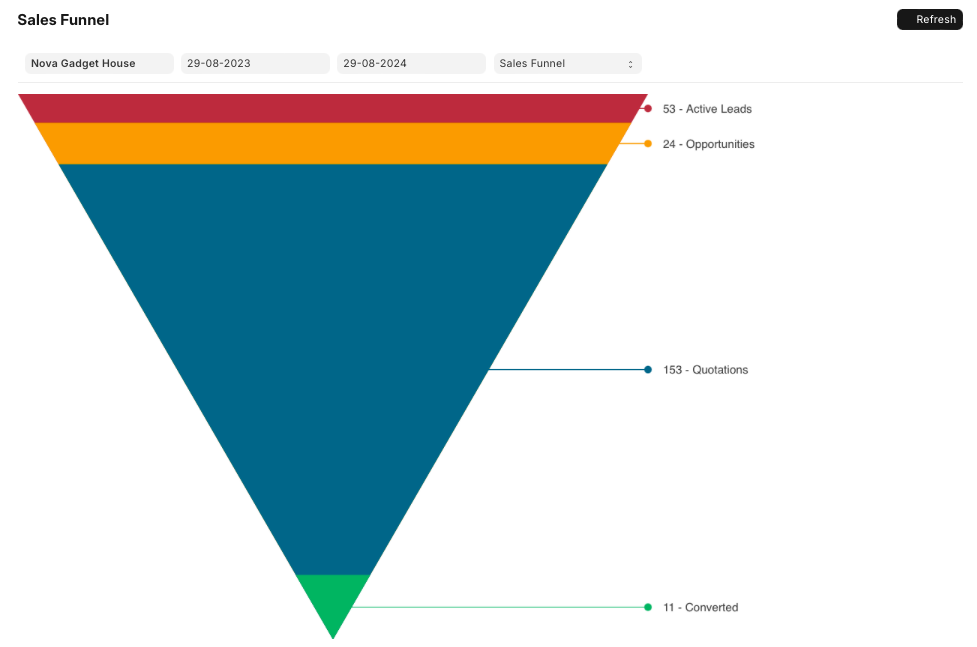 Sales Funnel
Refresh
Nova Gadget House
29-08-2023
29-08-2024
Sales Funnel
53 - Active Leads
24 - Opportunities
153 - Quotations
11 - Converted